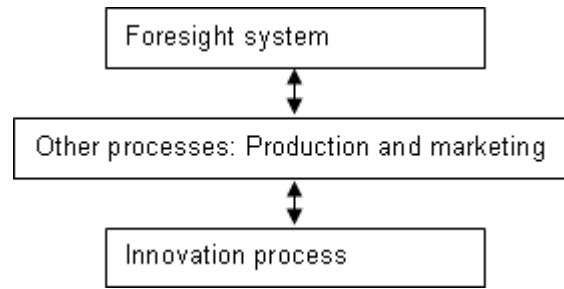 Foresight system
Other processes: Production and marketing
Innovation process